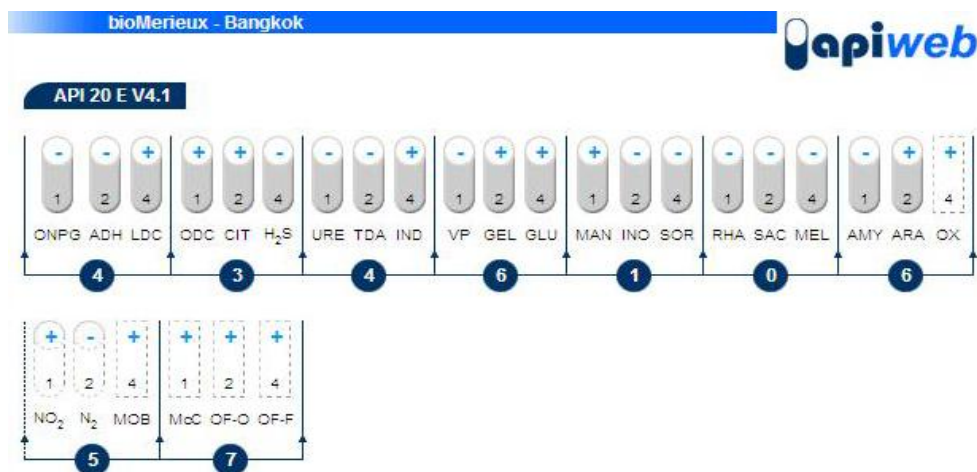 bioMerieux - Bangkok
apiweb
API 20 E V4.1
- - + + + - - - + - + + + - - - - - - + +
1 2 4 1 2 4 1 2 4 1 2 4 1 2 4 1 2 4 1 2 4
ONPG ADH LDC ODC CIT H₂S URE TDA IND VP GEL GLU MAN INO SOR RHA SAC MEL AMY ARA OX
4 3 4 6 1 0 6
+ - + + + +
1 2 4 1 2 4
NO₂ N₂ MOB McC OF-O OF-F
5 7